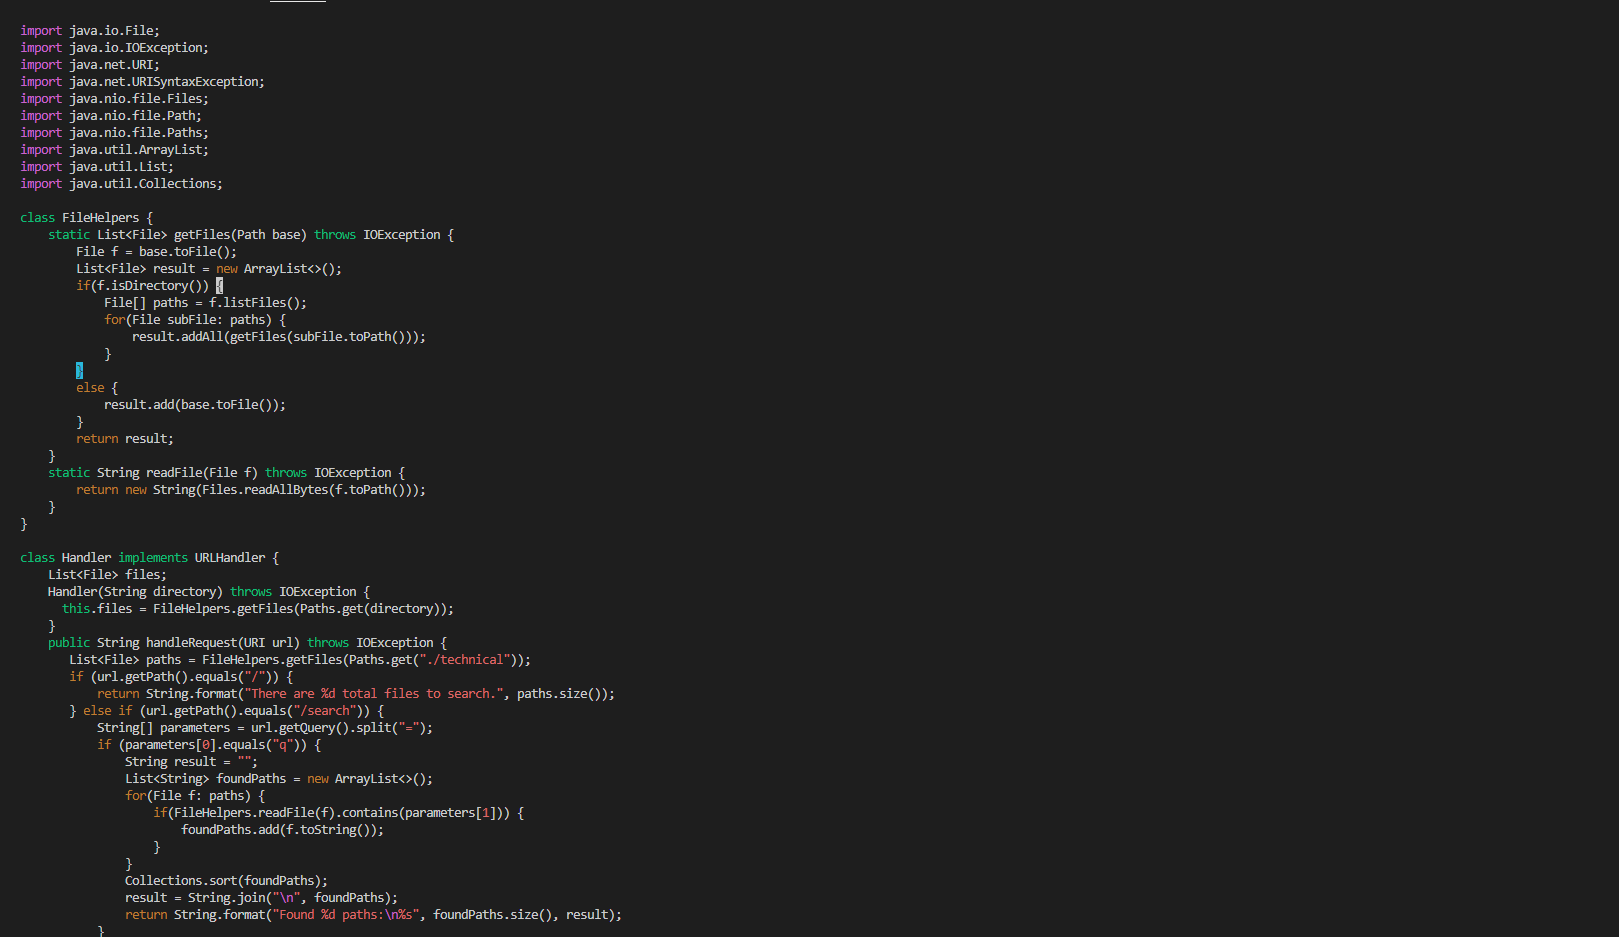 import java.io.File;
import java.io.IOException;
import java.net.URI;
import java.net.URISyntaxException;
import java.nio.file.Files;
import java.nio.file.Path;
import java.nio.file.Paths;
import java.util.ArrayList;
import java.util.List;
import java.util.Collections;

class FileHelpers {
    static List<File> getFiles(Path base) throws IOException {
        File f = base.toFile();
        List<File> result = new ArrayList<>();
        if(f.isDirectory()) {
            File[] paths = f.listFiles();
            for(File subFile: paths) {
                result.addAll(getFiles(subFile.toPath()));
            }
        }
        else {
            result.add(base.toFile());
        }
        return result;
    }
    static String readFile(File f) throws IOException {
        return new String(Files.readAllBytes(f.toPath()));
    }
}

class Handler implements URLHandler {
    List<File> files;
    Handler(String directory) throws IOException {
      this.files = FileHelpers.getFiles(Paths.get(directory));
    }
    public String handleRequest(URI url) throws IOException {
       List<File> paths = FileHelpers.getFiles(Paths.get("./technical"));
       if (url.getPath().equals("/")) {
           return String.format("There are %d total files to search.", paths.size());
       } else if (url.getPath().equals("/search")) {
           String[] parameters = url.getQuery().split("=");
           if (parameters[0].equals("q")) {
               String result = "";
               List<String> foundPaths = new ArrayList<>();
               for(File f: paths) {
                   if(FileHelpers.readFile(f).contains(parameters[1])) {
                       foundPaths.add(f.toString());
                   }
               }
               Collections.sort(foundPaths);
               result = String.join("\n", foundPaths);
               return String.format("Found %d paths:\n%s", foundPaths.size(), result);
           }